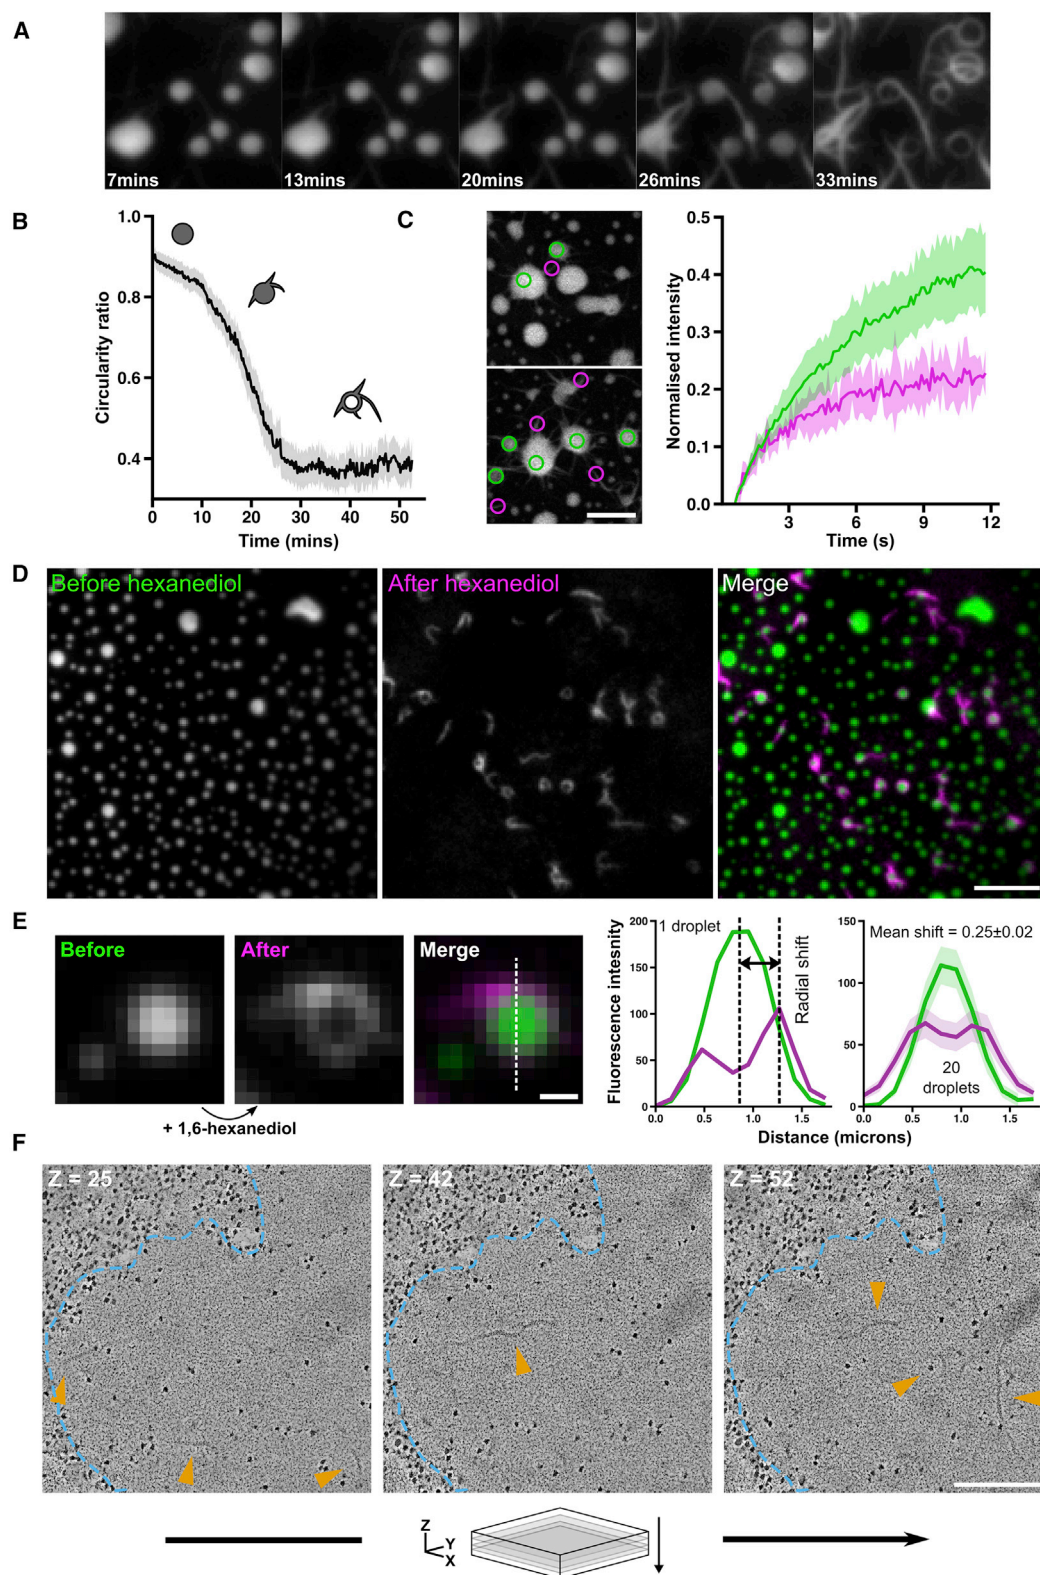 A
7mins
13mins
20mins
26mins
33mins
B
1.0
0.8
0.6
0.4
Circularity ratio
0
10
20
30
40
50
Time (mins)
C
0.5
0.4
0.3
0.2
0.1
0.0
Normalised intensity
3
6
9
12
Time (s)
D
Before hexanediol
After hexanediol
Merge
E
Before
After
Merge
+ 1,6-hexanediol
200
150
100
50
0
Fluorescence intesnity
1 droplet
Radial shift
0.0
0.5
1.0
1.5
150
100
50
0
Mean shift = 0.25±0.02
20
droplets
0.0
0.5
1.0
1.5
Distance (microns)
F
Z = 25
Z = 42
Z = 52
Z
Y
X